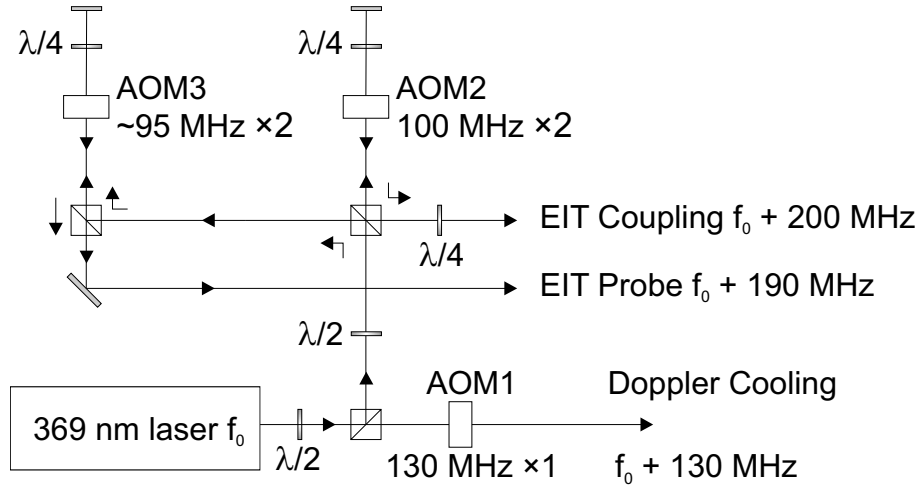 λ/4
λ/4
AOM3
~95 MHz ×2
AOM2
100 MHz ×2
EIT Coupling f₀ + 200 MHz
λ/4
EIT Probe f₀ + 190 MHz
λ/2
AOM1
Doppler Cooling
369 nm laser f₀
λ/2
130 MHz ×1
f₀ + 130 MHz